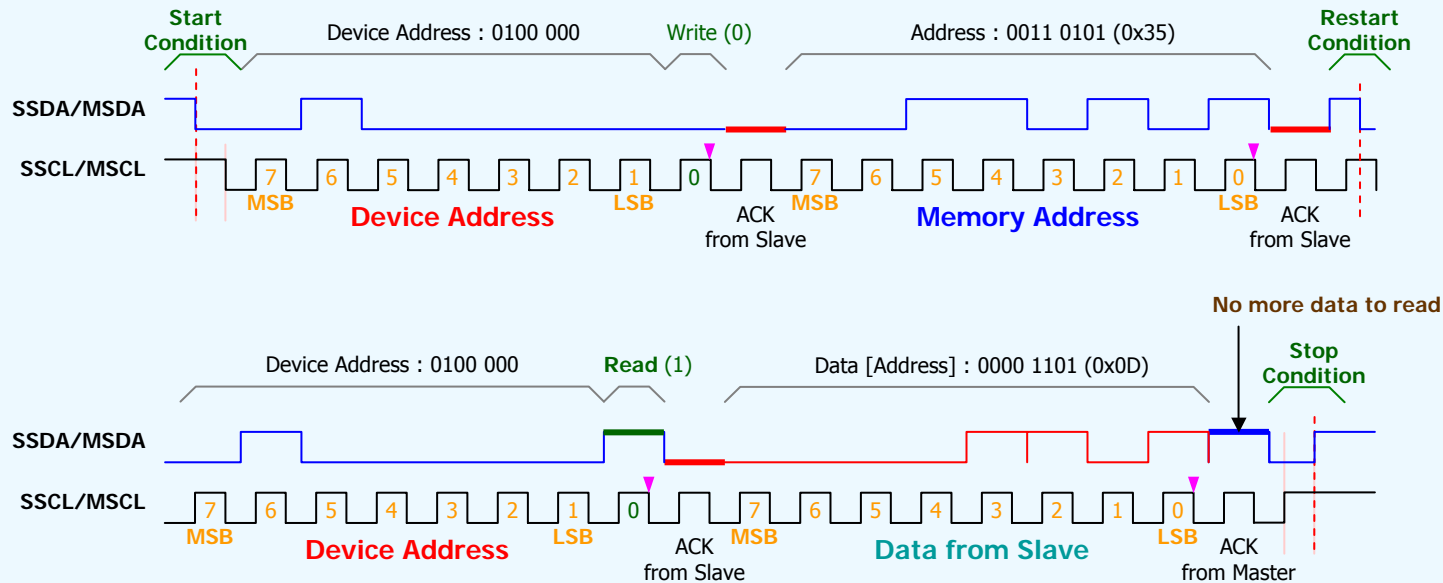 Start
Condition
Device Address : 0100 000
Write (0)
Address : 0011 0101 (0x35)
Restart
Condition
SSDA/MSDA
SSCL/MSCL
7 6 5 4 3 2 1 0 7 6 5 4 3 2 1 0
MSB LSB MSB LSB
Device Address
ACK
from Slave
Memory Address
ACK
from Slave
No more data to read
Device Address : 0100 000
Read (1)
Data [Address] : 0000 1101 (0x0D)
Stop
Condition
SSDA/MSDA
SSCL/MSCL
7 6 5 4 3 2 1 0 7 6 5 4 3 2 1 0
MSB LSB MSB LSB
Device Address
ACK
from Slave
Data from Slave
ACK
from Master